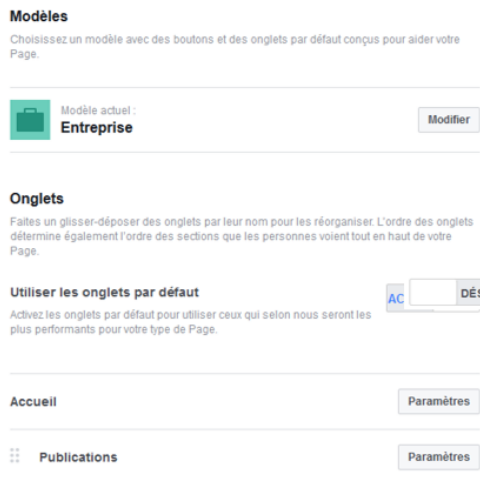 Modèles
Choisissez un modèle avec des boutons et des onglets par défaut conçus pour aider votre
Page.
Modèle actuel :
Entreprise
Modifier
Onglets
Faites un glisser-déposer des onglets par leur nom pour les réorganiser. L'ordre des onglets
détermine également l'ordre des sections que les personnes voient tout en haut de votre
Page.
Utiliser les onglets par défaut
AC DÉS
Activez les onglets par défaut pour utiliser ceux qui selon nous seront les
plus performants pour votre type de Page.
Accueil Paramètres
Publications Paramètres